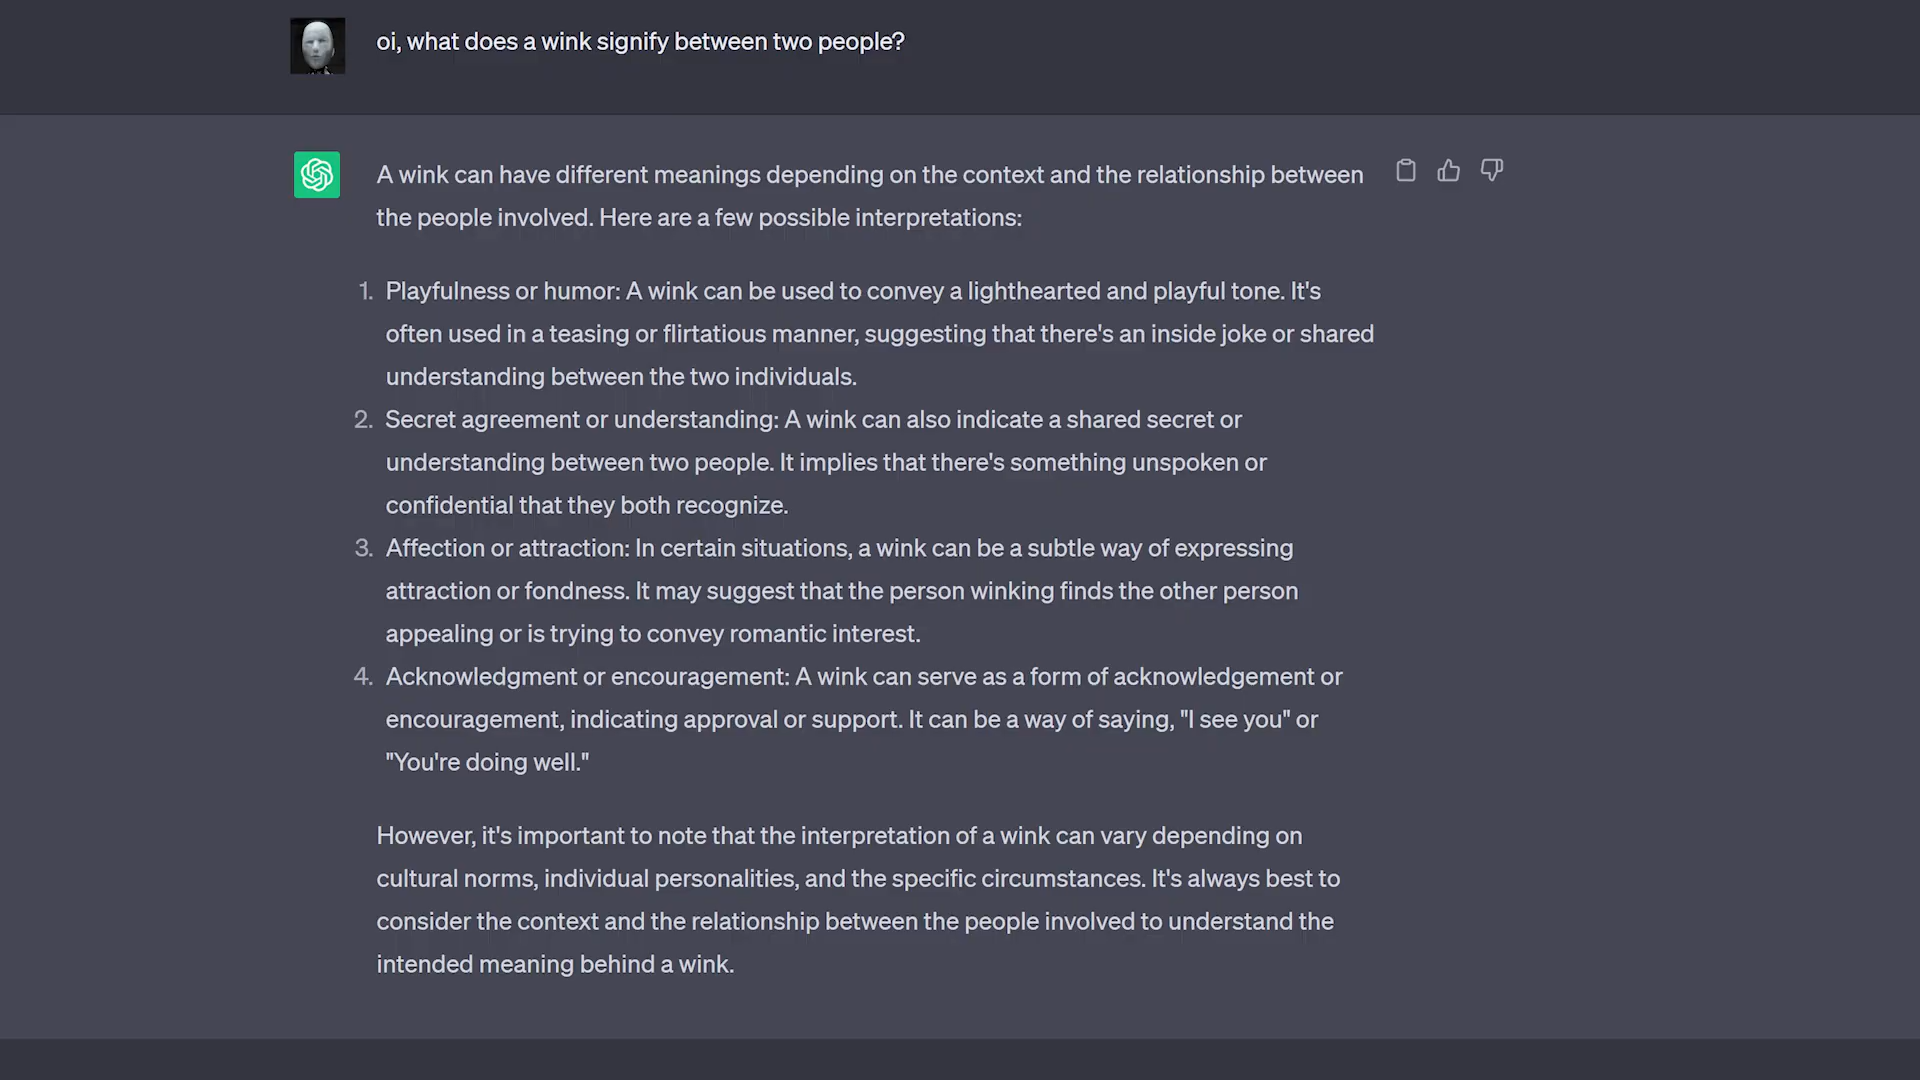 oi, what does a wink signify between two people?
A wink can have different meanings depending on the context and the relationship between
the people involved. Here are a few possible interpretations:
1. Playfulness or humor: A wink can be used to convey a lighthearted and playful tone. It's
often used in a teasing or flirtatious manner, suggesting that there's an inside joke or shared
understanding between the two individuals.
2. Secret agreement or understanding: A wink can also indicate a shared secret or
understanding between two people. It implies that there's something unspoken or
confidential that they both recognize.
3. Affection or attraction: In certain situations, a wink can be a subtle way of expressing
attraction or fondness. It may suggest that the person winking finds the other person
appealing or is trying to convey romantic interest.
4. Acknowledgment or encouragement: A wink can serve as a form of acknowledgement or
encouragement, indicating approval or support. It can be a way of saying, "I see you" or
"You're doing well."
However, it's important to note that the interpretation of a wink can vary depending on
cultural norms, individual personalities, and the specific circumstances. It's always best to
consider the context and the relationship between the people involved to understand the
intended meaning behind a wink.